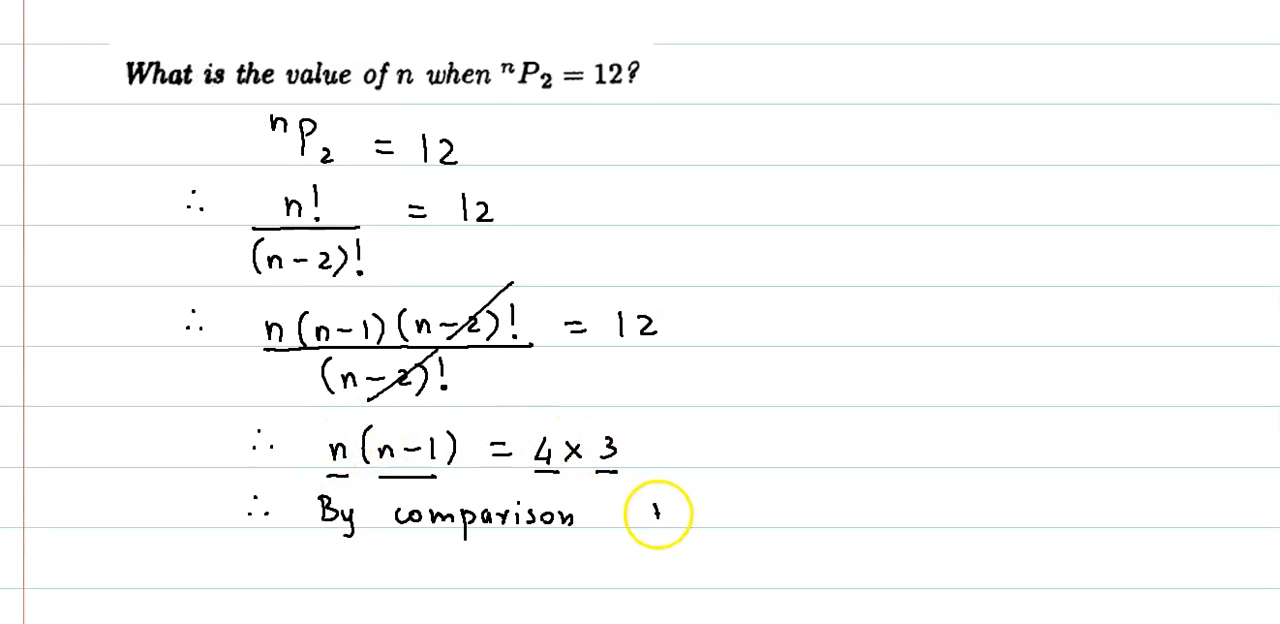 What is the value of n when ⁿP₂ = 12?
ⁿP₂ = 12
∴ n! / (n-2)! = 12
∴ n(n-1)(n-2)! / (n-2)! = 12
∴ n(n-1) = 4 × 3
∴ By comparison